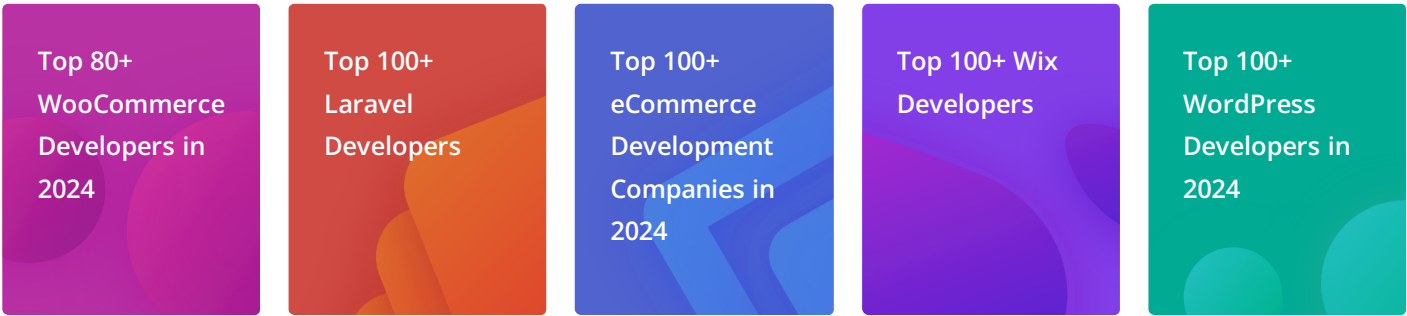 Top 80+
WooCommerce
Developers in
2024
Top 100+
Laravel
Developers
Top 100+
eCommerce
Development
Companies in
2024
Top 100+ Wix
Developers
Top 100+
WordPress
Developers in
2024